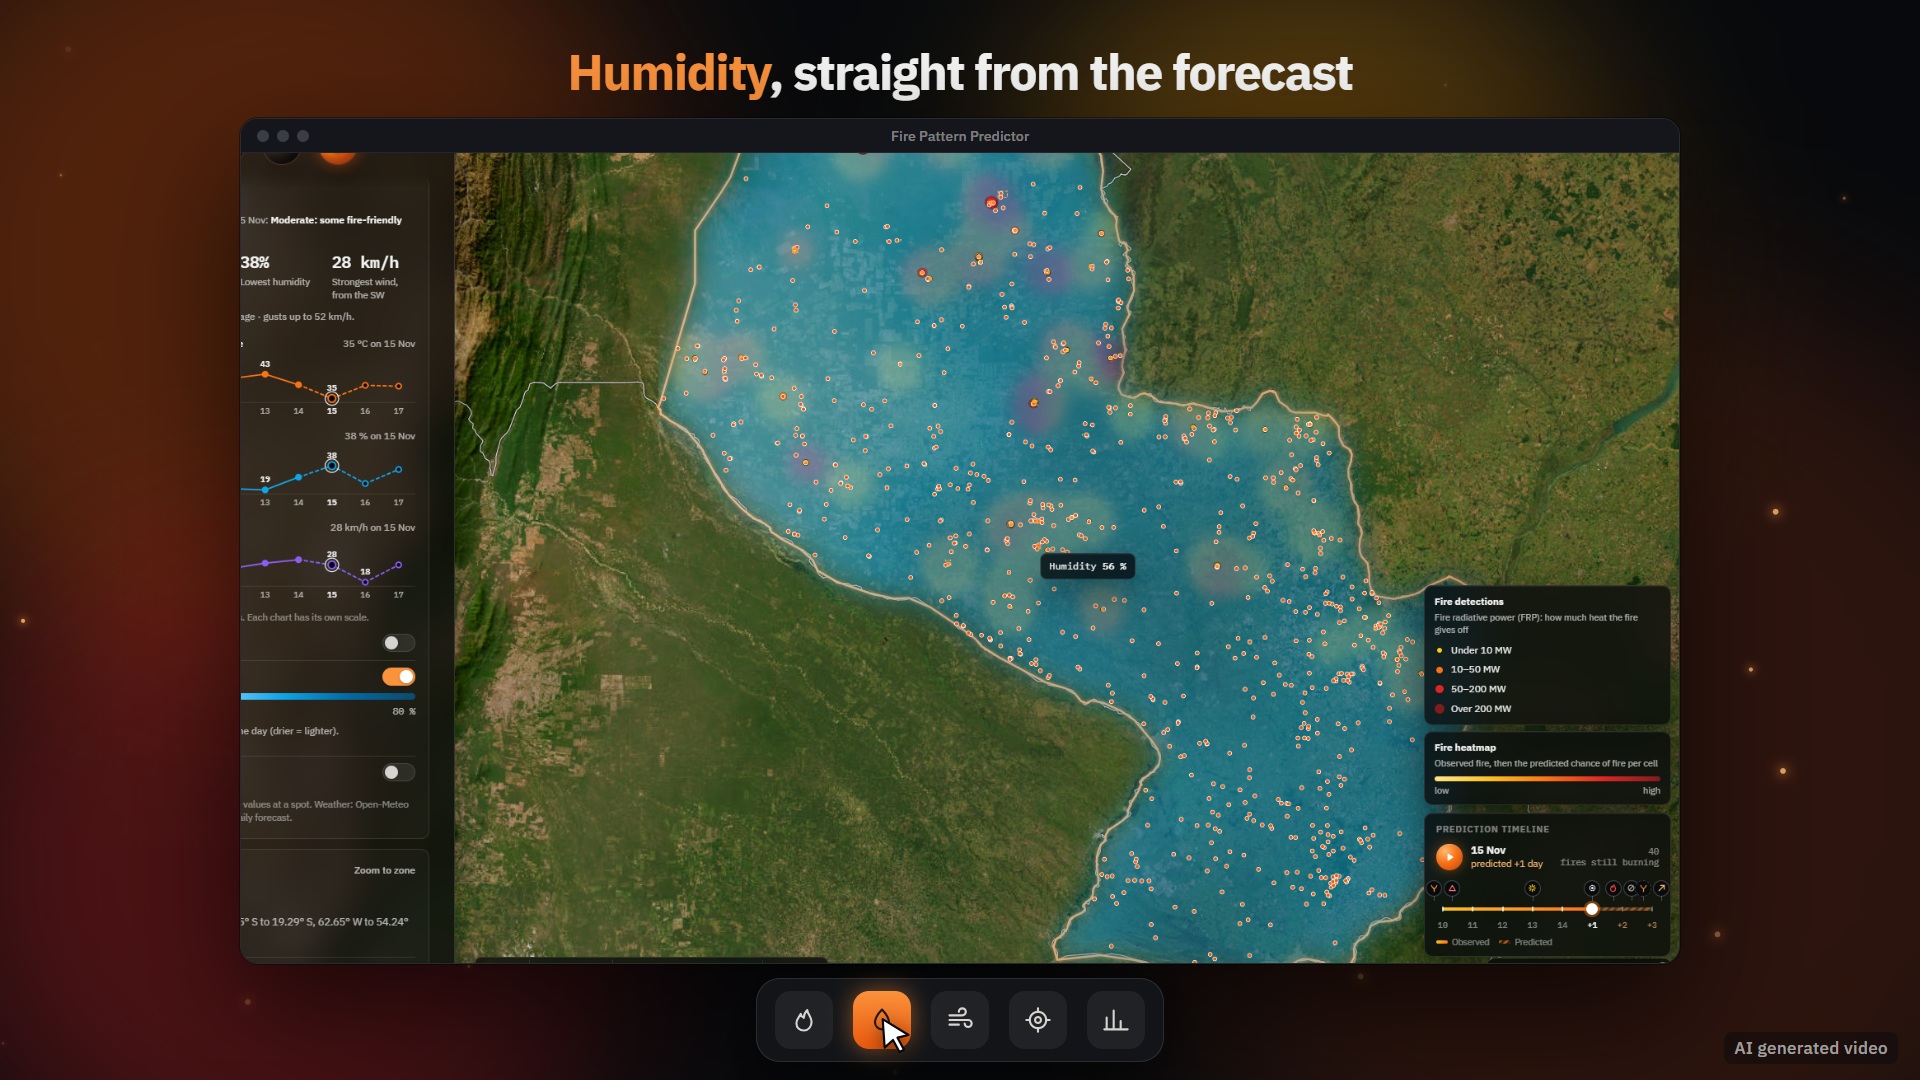 Humidity, straight from the forecast
Fire Pattern Predictor
5 Nov: Moderate: some fire-friendly
38%
28 km/h
Lowest humidity
Strongest wind,
from the SW
age - gusts up to 52 km/h.
35 °C on 15 Nov
43
35
13 14 15 16 17
38 % on 15 Nov
19
38
13 14 15 16 17
28 km/h on 15 Nov
28
18
13 14 15 16 17
. Each chart has its own scale.
80 %
ne day (drier = lighter).
values at a spot. Weather: Open-Meteo
aily forecast.
Zoom to zone
5° S to 19.29° S, 62.65° W to 54.24°
Humidity 56 %
Fire detections
Fire radiative power (FRP): how much heat the fire
gives off
Under 10 MW
10–50 MW
50–200 MW
Over 200 MW
Fire heatmap
Observed fire, then the predicted chance of fire per cell
low high
PREDICTION TIMELINE
15 Nov
predicted +1 day
40
fires still burning
10 11 12 13 14 +1 +2 +3
Observed Predicted
AI generated video